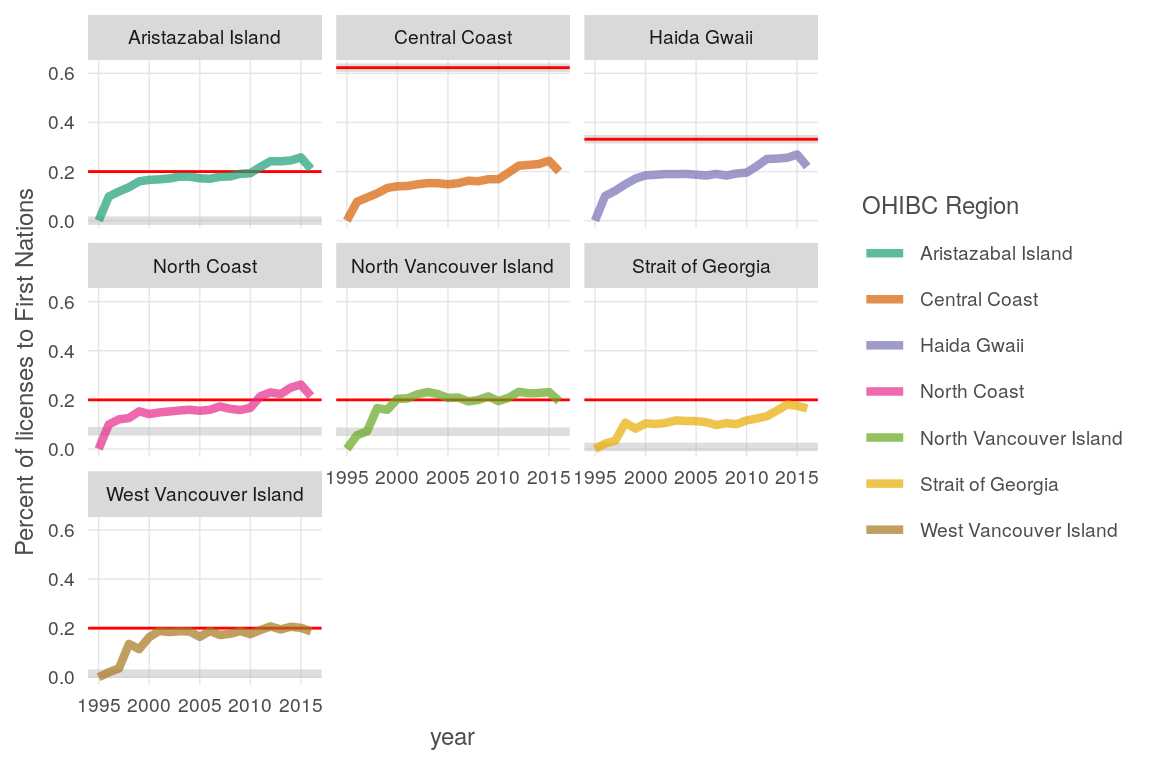 Aristazabal Island
Central Coast
Haida Gwaii
0.6
0.4
0.2
0.0
North Coast
North Vancouver Island
Strait of Georgia
0.6
0.4
0.2
0.0
1995 2000 2005 2010 2015
1995 2000 2005 2010 2015
West Vancouver Island
0.6
0.4
0.2
0.0
1995 2000 2005 2010 2015
year
Percent of licenses to First Nations
OHIBC Region
Aristazabal Island
Central Coast
Haida Gwaii
North Coast
North Vancouver Island
Strait of Georgia
West Vancouver Island